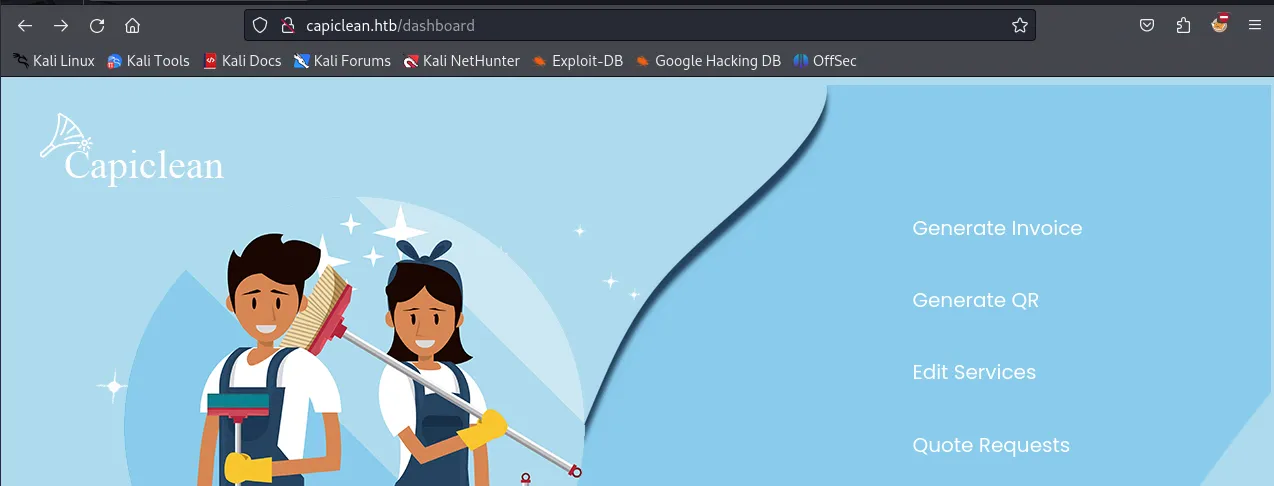 capiclean.htb/dashboard
Kali Linux Kali Tools Kali Docs Kali Forums Kali NetHunter Exploit-DB Google Hacking DB OffSec
Capiclean
Generate Invoice
Generate QR
Edit Services
Quote Requests